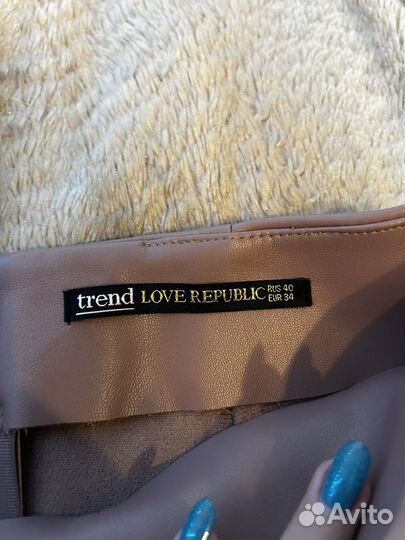 trend LOVE REPUBLIC RUS 40
EUR 34
Avito